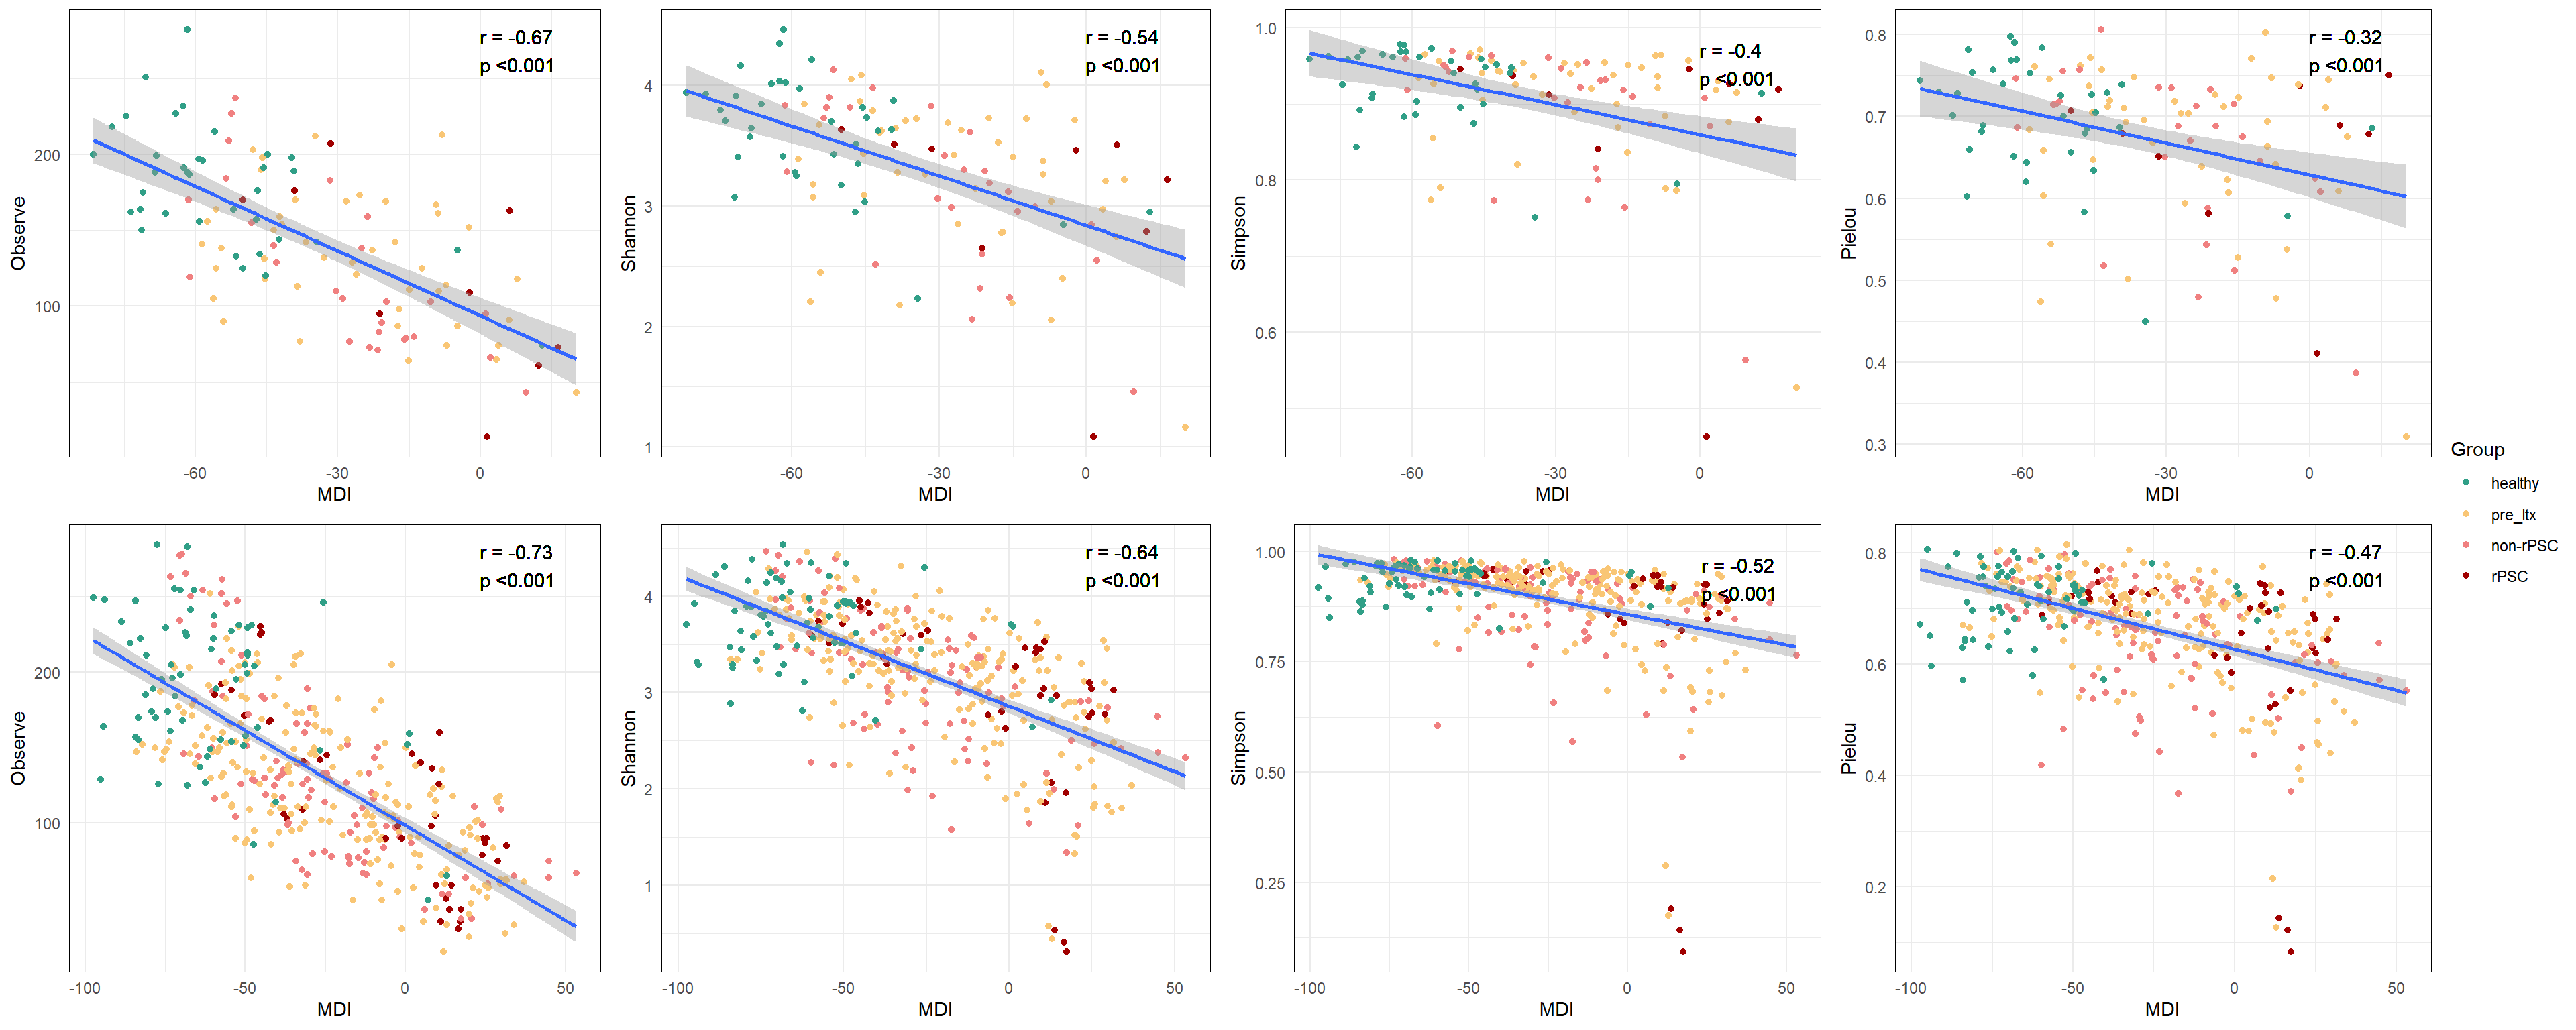 r = -0.67
p <0.001
200
100
Observe
-60
-30
0
MDI
r = -0.54
p <0.001
4
3
2
1
Shannon
-60
-30
0
MDI
r = -0.4
p <0.001
1.0
0.8
0.6
Simpson
-60
-30
0
MDI
r = -0.32
p <0.001
0.8
0.7
0.6
0.5
0.4
0.3
Pielou
-60
-30
0
MDI
Group
healthy
pre_ltx
non-rPSC
rPSC
r = -0.73
p <0.001
200
100
Observe
-100
-50
0
50
MDI
r = -0.64
p <0.001
4
3
2
1
Shannon
-100
-50
0
50
MDI
r = -0.52
p <0.001
1.00
0.75
0.50
0.25
Simpson
-100
-50
0
50
MDI
r = -0.47
p <0.001
0.8
0.6
0.4
0.2
Pielou
-100
-50
0
50
MDI